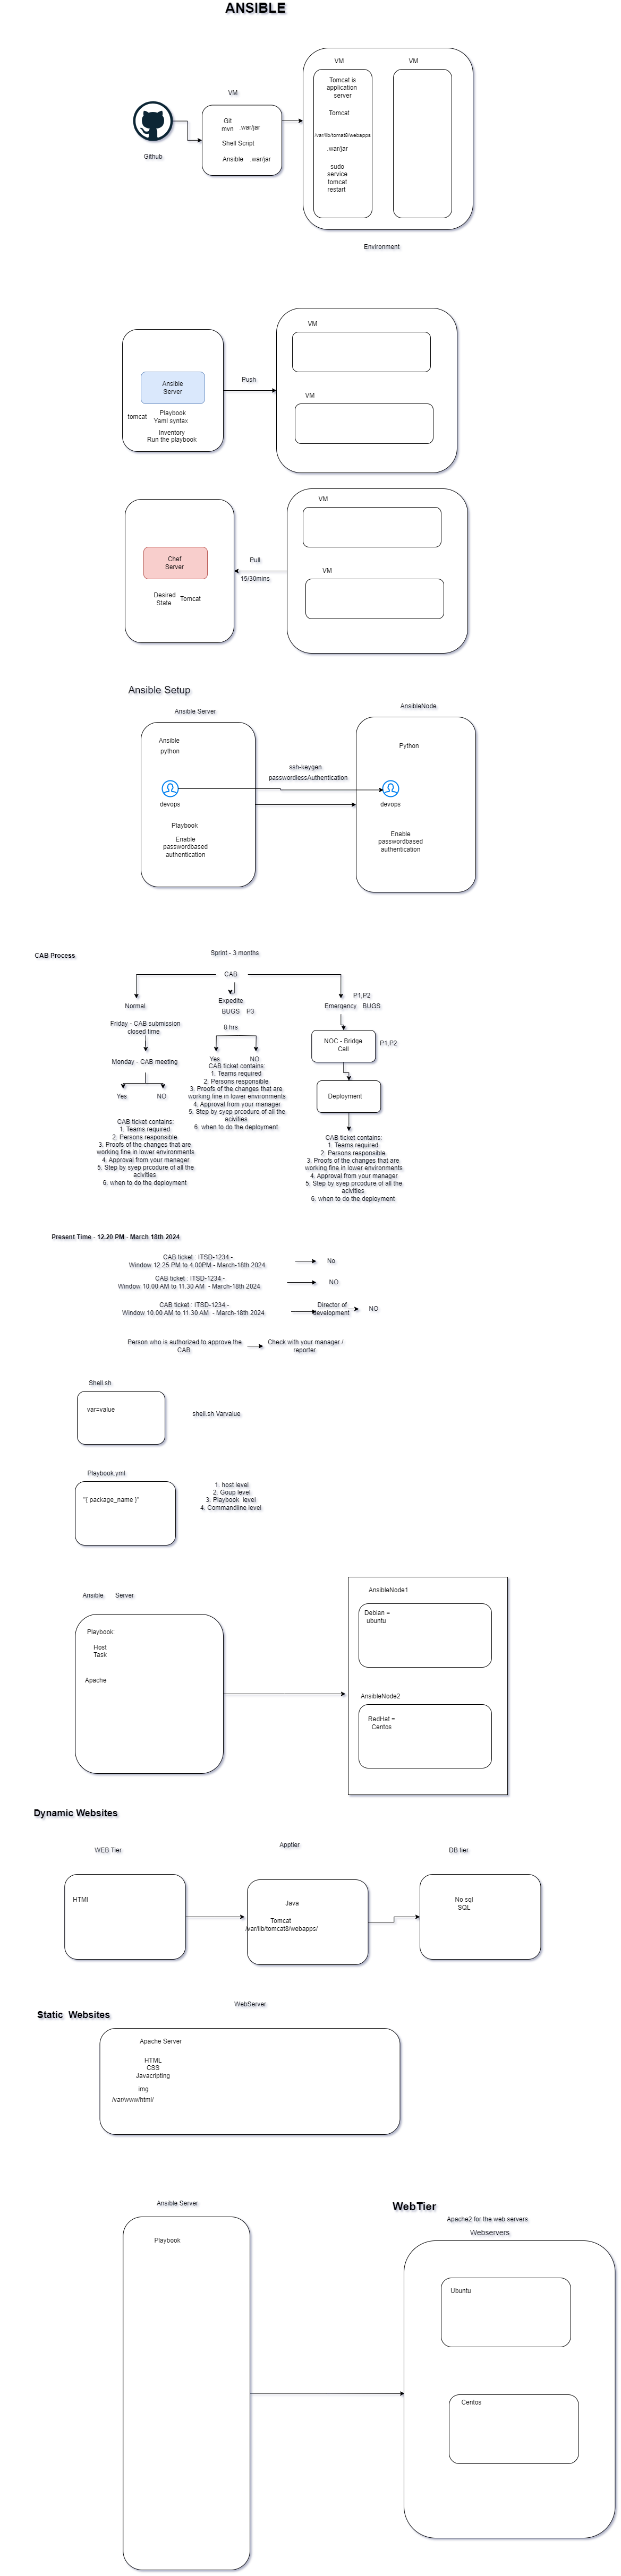 ANSIBLE
VM
VM
Tomcat is
application
server
Tomcat
/var/lib/tomat8/webapps
.war/jar
sudo
service
tomcat
restart
VM
Git
mvn .war/jar
Shell Script
Ansible .war/jar
Github
Environment
Ansible
Server
tomcat
Playbook
Yaml syntax
Inventory
Run the playbook
Push
VM
VM
Chef
Server
Desired
State
Tomcat
Pull
15/30mins
VM
VM
Ansible Setup
Ansible Server
AnsibleNode
Ansible
python
devops
Playbook
Enable
passwordbased
authentication
ssh-keygen
passwordlessAuthentication
Python
devops
Enable
passwordbased
authentication
CAB Process
Sprint - 3 months
CAB
Normal
Friday - CAB submission
closed time
Monday - CAB meeting
Yes
NO
CAB ticket contains:
1. Teams required
2. Persons responsible
3. Proofs of the changes that are
working fine in lower environments
4. Approval from your manager
5. Step by syep prcodure of all the
acivities
6. when to do the deployment
Expedite
BUGS P3
8 hrs
Yes
NO
CAB ticket contains:
1. Teams required
2. Persons responsible
3. Proofs of the changes that are
working fine in lower environments
4. Approval from your manager
5. Step by syep prcodure of all the
acivities
6. when to do the deployment
P1,P2
Emergency BUGS
NOC - Bridge
Call
P1,P2
Deployment
CAB ticket contains:
1. Teams required
2. Persons responsible
3. Proofs of the changes that are
working fine in lower environments
4. Approval from your manager
5. Step by syep prcodure of all the
acivities
6. when to do the deployment
Present Time - 12.20 PM - March 18th 2024
CAB ticket : ITSD-1234 -
Window 12.25 PM to 4.00PM - March-18th 2024
No
CAB ticket : ITSD-1234 -
Window 10.00 AM to 11.30 AM - March-18th 2024
NO
CAB ticket : ITSD-1234 -
Window 10.00 AM to 11.30 AM - March-18th 2024
Director of
development
NO
Person who is authorized to approve the
CAB
Check with your manager /
reporter
Shell.sh
var=value
shell.sh Varvalue
Playbook.yml
"{ package_name }"
1. host level
2. Goup level
3. Playbook level
4. Commandline level
Ansible Server
Playbook:
Host
Task
Apache
AnsibleNode1
Debian =
ubuntu
AnsibleNode2
RedHat =
Centos
Dynamic Websites
WEB Tier
Apptier
DB tier
HTMl
Java
Tomcat
/var/lib/tomcat8/webapps/
No sql
SQL
Static Websites
WebServer
Apache Server
HTML
CSS
Javacripting
img
/var/www/html/
Ansible Server
Playbook
WebTier
Apache2 for the web servers
Webservers
Ubuntu
Centos